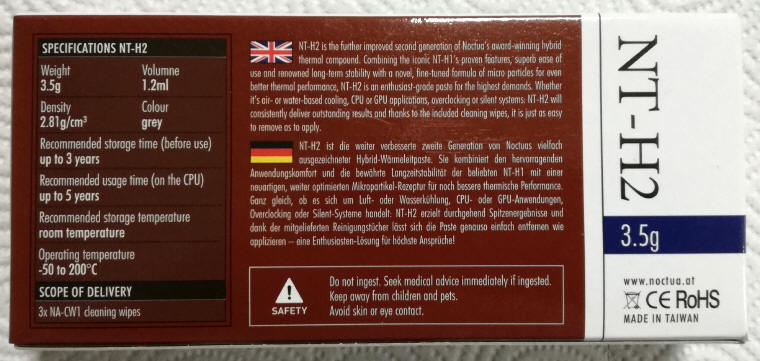 SPECIFICATIONS NT-H2
Weight
3.5g
Volumne
1.2ml
Density
2.81g/cm³
Colour
grey
Recommended storage time (before use)
up to 3 years
Recommended usage time (on the CPU)
up to 5 years
Recommended storage temperature
room temperature
Operating temperature
-50 to 200°C
SCOPE OF DELIVERY
3x NA-CW1 cleaning wipes
NT-H2 is the further improved second generation of Noctua's award-winning hybrid
thermal compound. Combining the iconic NT-H1's proven features, superb ease of
use and renowned long-term stability with a novel, fine-tuned formula of micro particles for even
better thermal performance, NT-H2 is an enthusiast-grade paste for the highest demands. Whether
it's air- or water-based cooling, CPU or GPU applications, overclocking or silent systems: NT-H2 will
consistently deliver outstanding results and thanks to the included cleaning wipes, it is just as easy
to remove as to apply.
NT-H2 ist die weiter verbesserte zweite Generation von Noctuas vielfach
ausgezeichneter Hybrid-Wärmeleitpaste. Sie kombiniert den hervorragenden
Anwendungskomfort und die bewährte Langzeitstabilität der beliebten NT-H1 mit einer
neuartigen, weiter optimierten Mikropartikel-Rezeptur für noch bessere thermische Performance.
Ganz gleich, ob es sich um Luft- oder Wasserkühlung, CPU- oder GPU-Anwendungen,
Overclocking oder Silent-Systeme handelt. NT-H2 erzielt durchgehend Spitzenergebnisse und
dank der mitgelieferten Reinigungstücher lässt sich die Paste genauso einfach entfernen wie
applizieren – eine Enthusiasten-Lösung für höchste Ansprüche!
SAFETY
Do not ingest. Seek medical advice immediately if ingested.
Keep away from children and pets.
Avoid skin or eye contact.
NT-H2
3.5g
www.noctua.at
CE RoHS
MADE IN TAIWAN